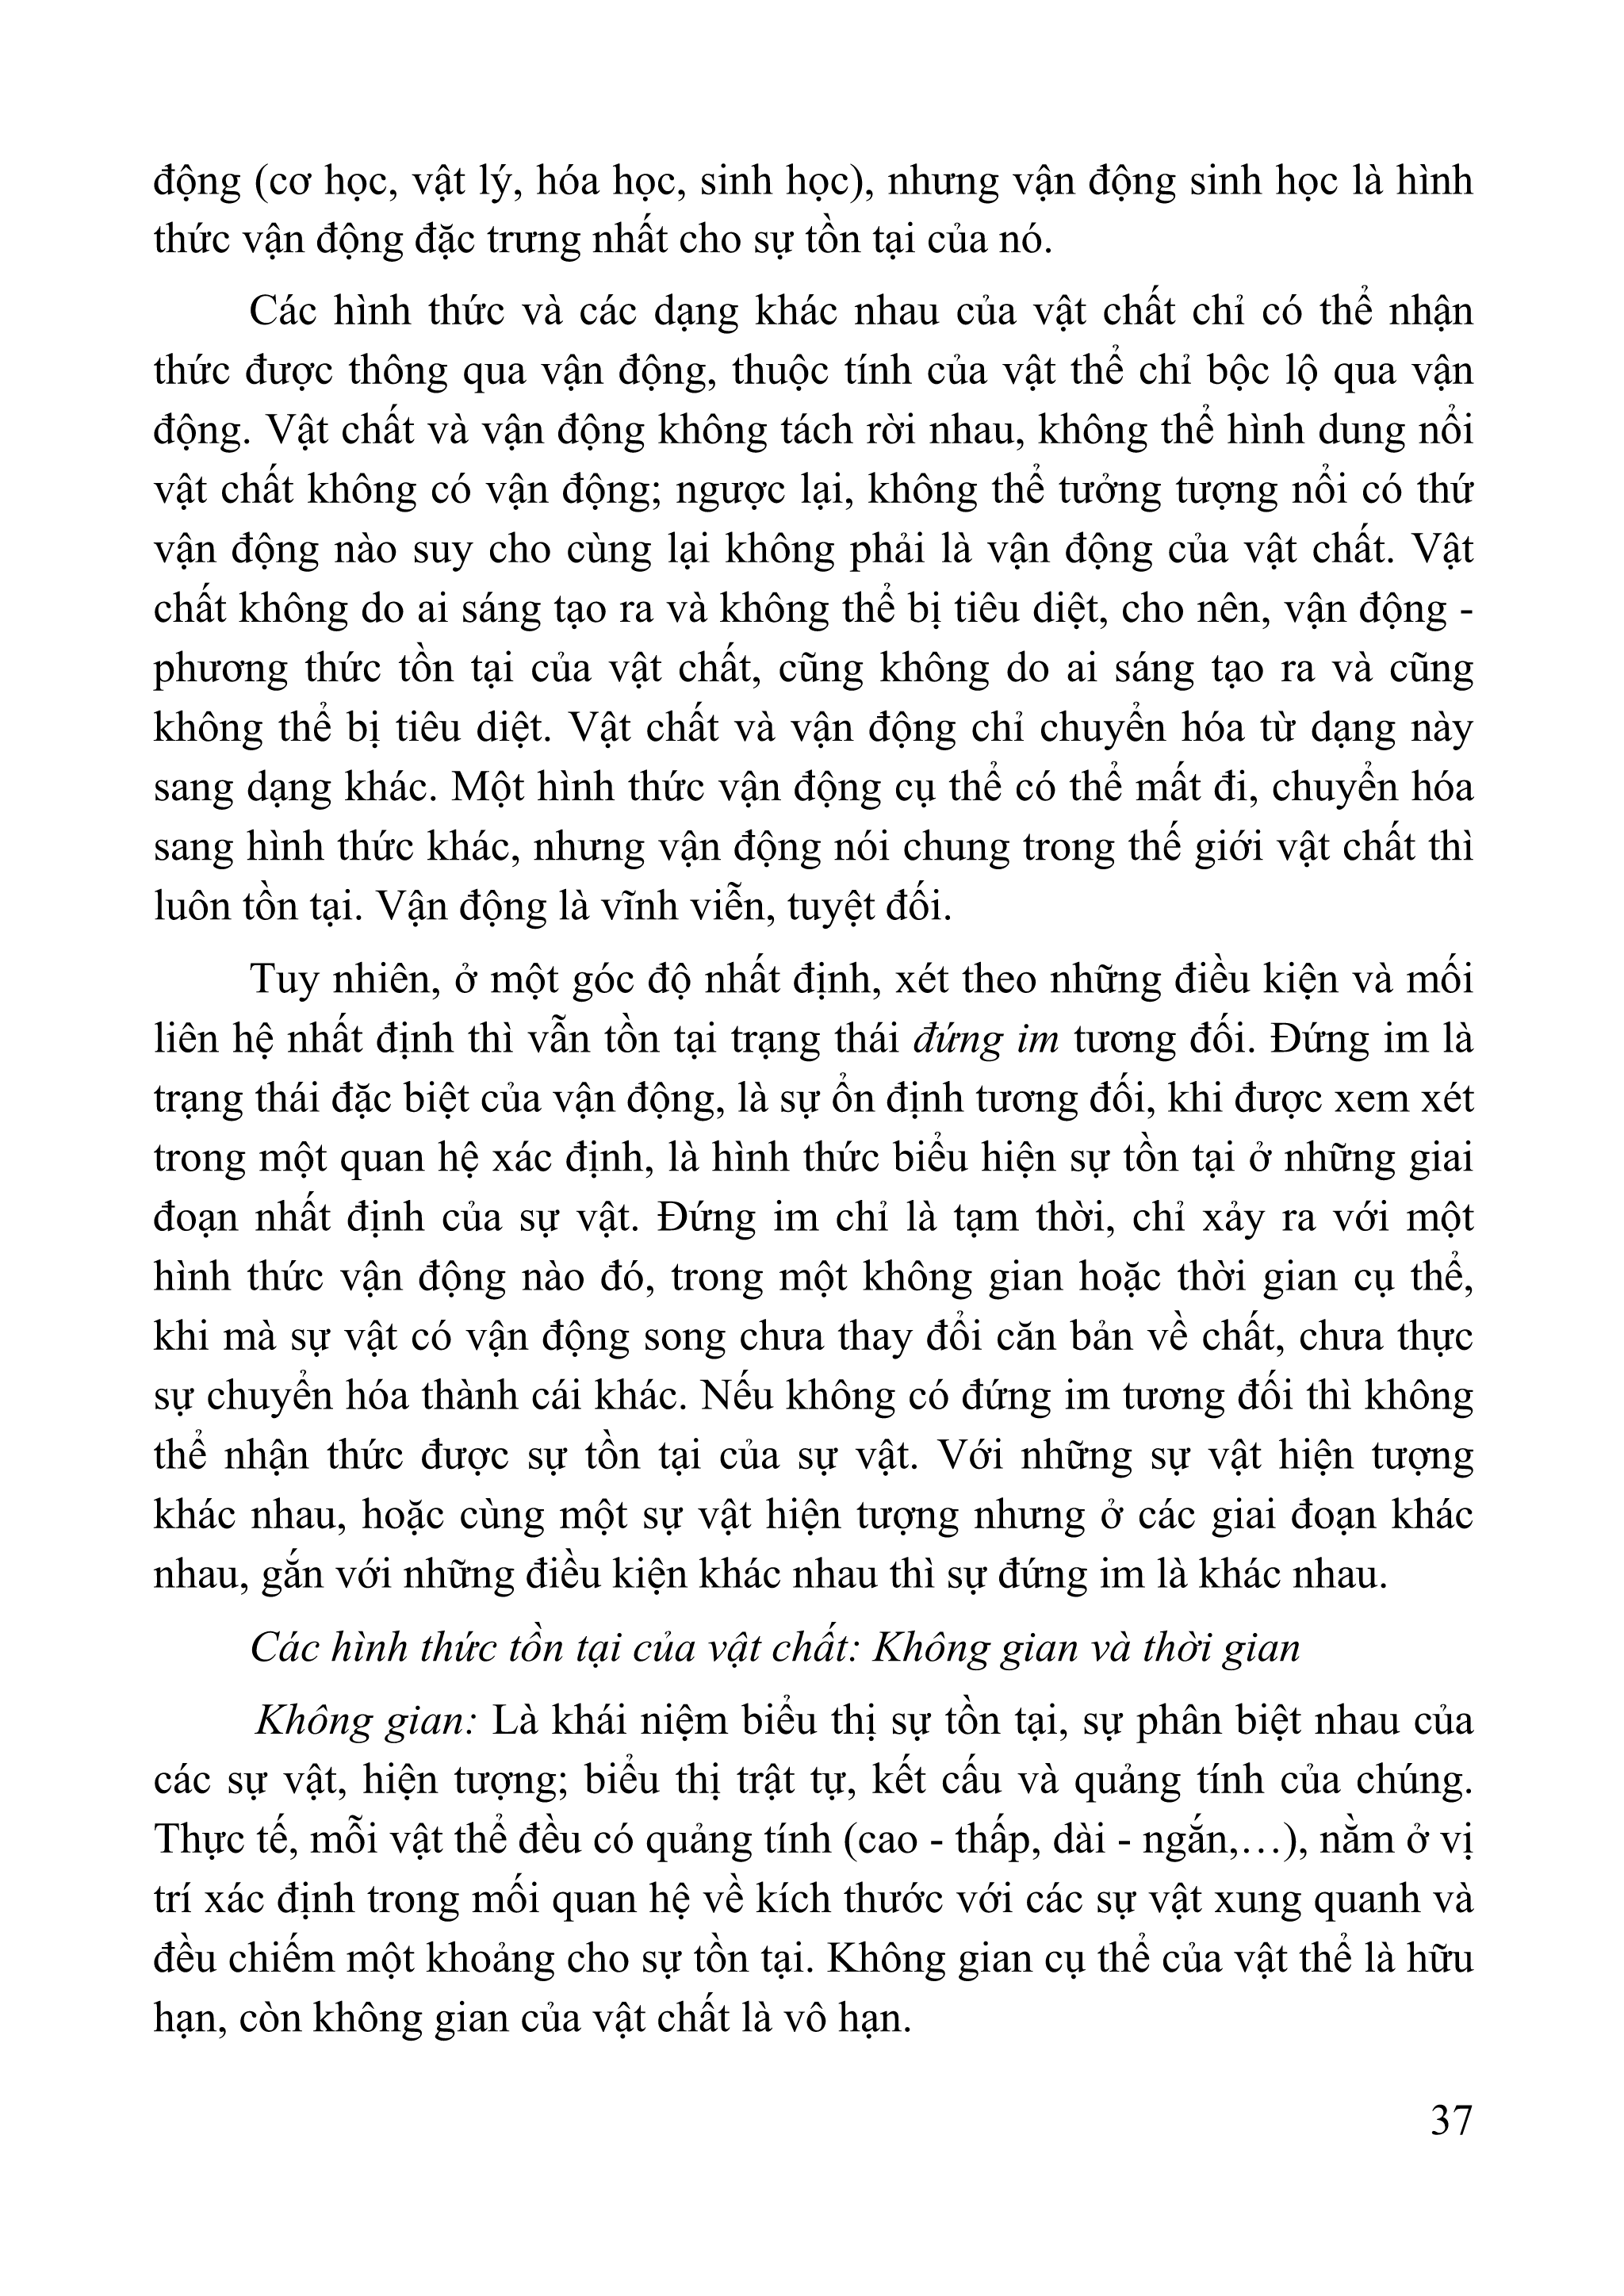 động (cơ học, vật lý, hóa học, sinh học), nhưng vận động sinh học là hình
thức vận động đặc trưng nhất cho sự tồn tại của nó.
Các hình thức và các dạng khác nhau của vật chất chỉ có thể nhận
thức được thông qua vận động, thuộc tính của vật thể chỉ bộc lộ qua vận
động. Vật chất và vận động không tách rời nhau, không thể hình dung nổi
vật chất không có vận động; ngược lại, không thể tưởng tượng nổi có thứ
vận động nào suy cho cùng lại không phải là vận động của vật chất. Vật
chất không do ai sáng tạo ra và không thể bị tiêu diệt, cho nên, vận động -
phương thức tồn tại của vật chất, cũng không do ai sáng tạo ra và cũng
không thể bị tiêu diệt. Vật chất và vận động chỉ chuyển hóa từ dạng này
sang dạng khác. Một hình thức vận động cụ thể có thể mất đi, chuyển hóa
sang hình thức khác, nhưng vận động nói chung trong thế giới vật chất thì
luôn tồn tại. Vận động là vĩnh viễn, tuyệt đối.
Tuy nhiên, ở một góc độ nhất định, xét theo những điều kiện và mối
liên hệ nhất định thì vẫn tồn tại trạng thái đứng im tương đối. Đứng im là
trạng thái đặc biệt của vận động, là sự ổn định tương đối, khi được xem xét
trong một quan hệ xác định, là hình thức biểu hiện sự tồn tại ở những giai
đoạn nhất định của sự vật. Đứng im chỉ là tạm thời, chỉ xảy ra với một
hình thức vận động nào đó, trong một không gian hoặc thời gian cụ thể,
khi mà sự vật có vận động song chưa thay đổi căn bản về chất, chưa thực
sự chuyển hóa thành cái khác. Nếu không có đứng im tương đối thì không
thể nhận thức được sự tồn tại của sự vật. Với những sự vật hiện tượng
khác nhau, hoặc cùng một sự vật hiện tượng nhưng ở các giai đoạn khác
nhau, gắn với những điều kiện khác nhau thì sự đứng im là khác nhau.
Các hình thức tồn tại của vật chất: Không gian và thời gian
Không gian: Là khái niệm biểu thị sự tồn tại, sự phân biệt nhau của
các sự vật, hiện tượng; biểu thị trật tự, kết cấu và quảng tính của chúng.
Thực tế, mỗi vật thể đều có quảng tính (cao - thấp, dài - ngắn,…), nằm ở vị
trí xác định trong mối quan hệ về kích thước với các sự vật xung quanh và
đều chiếm một khoảng cho sự tồn tại. Không gian cụ thể của vật thể là hữu
hạn, còn không gian của vật chất là vô hạn.
37